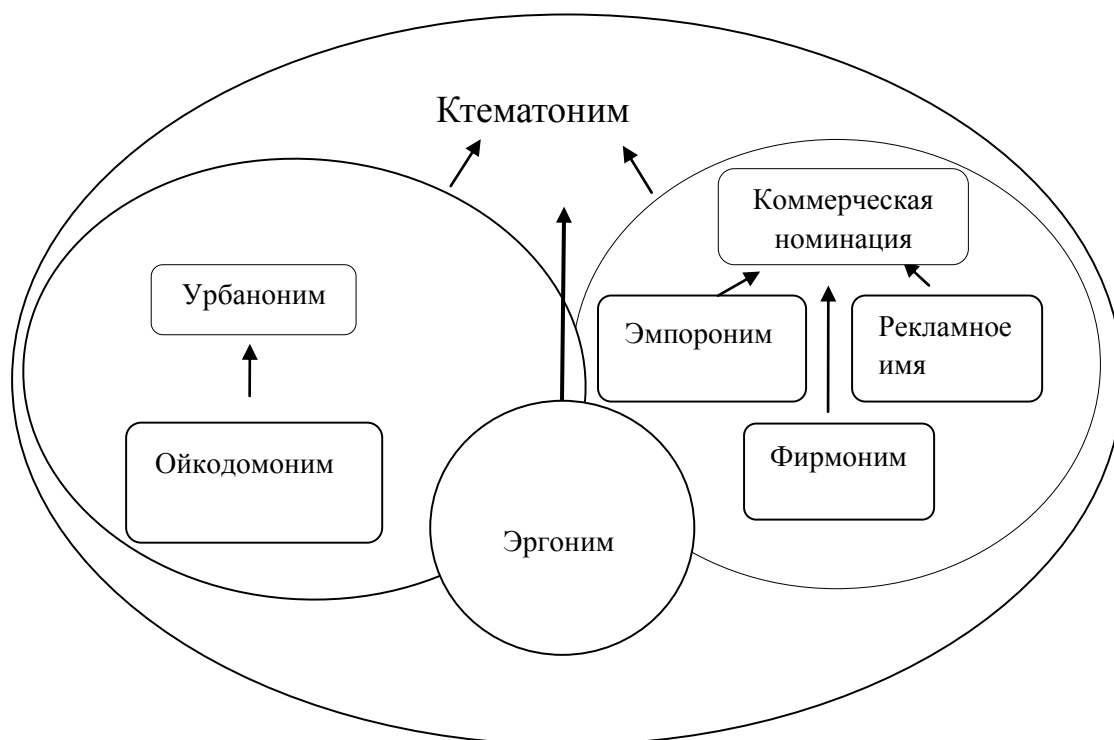 Ктематоним
Коммерческая
номинация
Урбаноним
Эмпороним
Рекламное
имя
Ойкодомоним
Фирмоним
Эргоним